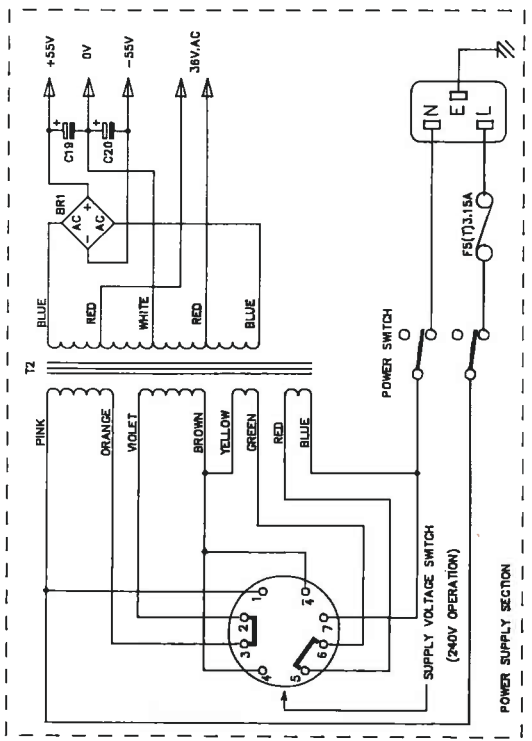 +55V
0V
-55V
36V,AC
+
C19
+
C20
BR1
AC
+
-
AC
BLUE
RED
WHITE
RED
BLUE
T2
PINK
ORANGE
VIOLET
BROWN
YELLOW
GREEN
RED
BLUE
1
2
3
4
4
5
6
7
N
E
L
F5(T)3.15A
POWER SWITCH
SUPPLY VOLTAGE SWITCH
(240V OPERATION)
POWER SUPPLY SECTION